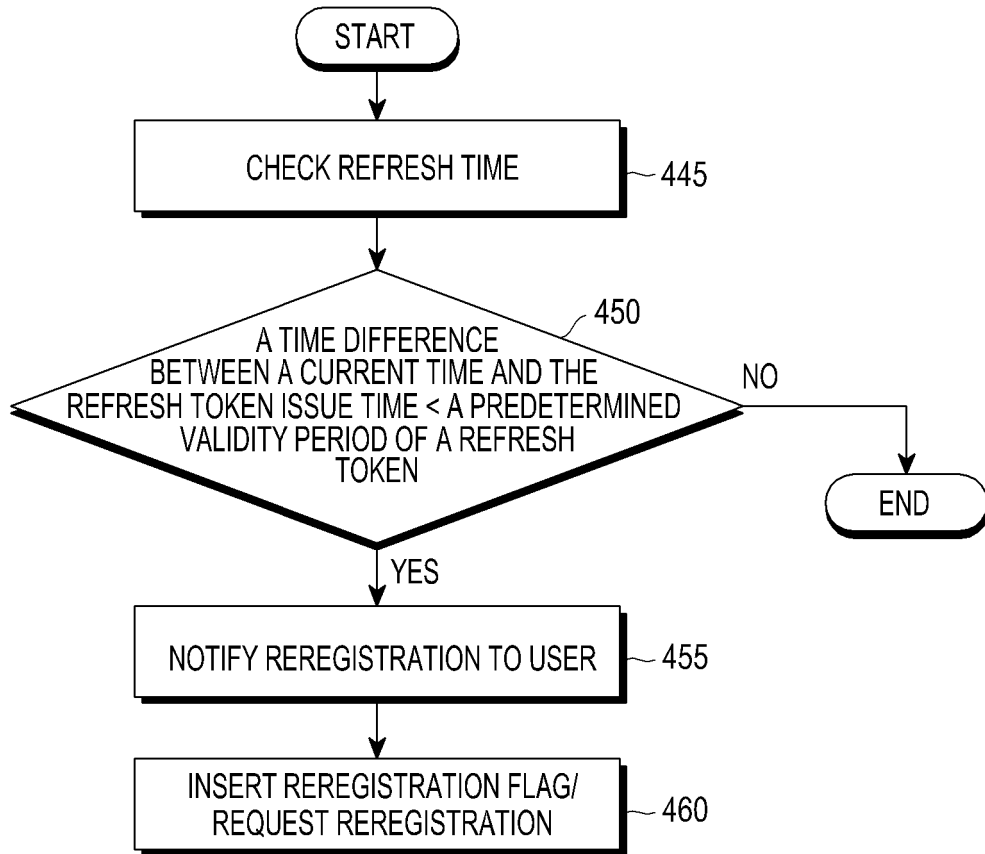 START
CHECK REFRESH TIME
445
450
A TIME DIFFERENCE
BETWEEN A CURRENT TIME AND THE
REFRESH TOKEN ISSUE TIME < A PREDETERMINED
VALIDITY PERIOD OF A REFRESH
TOKEN
NO
END
YES
NOTIFY REREGISTRATION TO USER
455
INSERT REREGISTRATION FLAG/
REQUEST REREGISTRATION
460